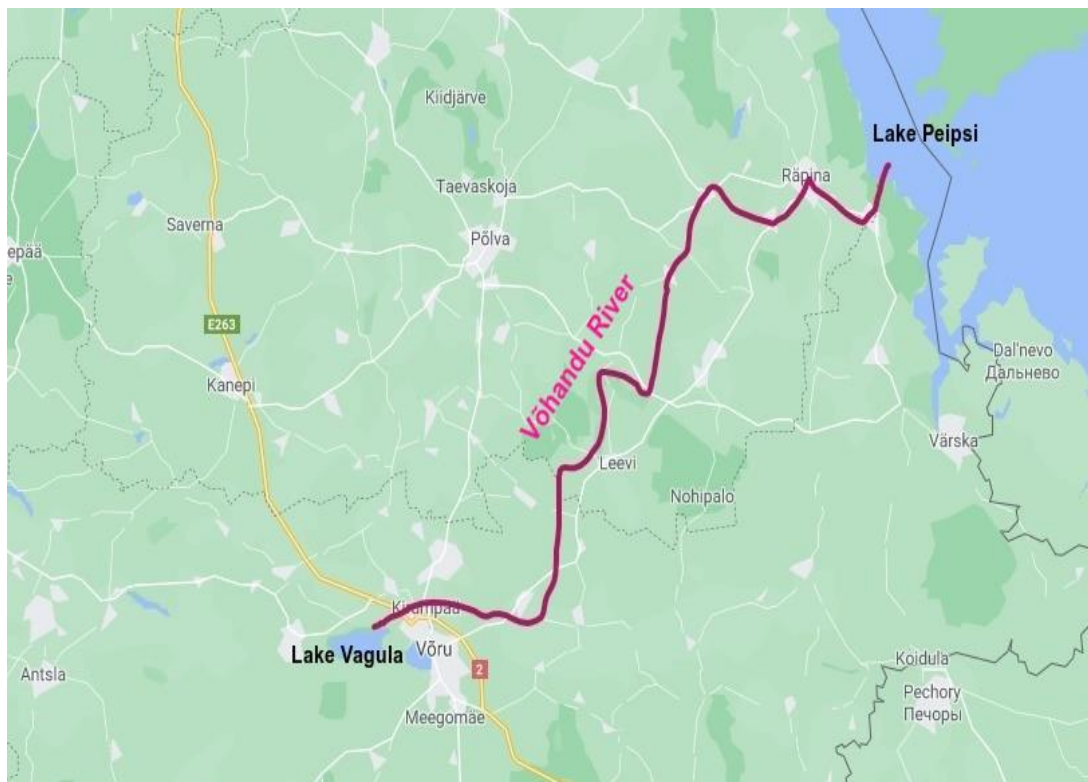 Kiidjärve
Lake Peipsi
Räpina
Taevaskoja
Saverna
epää
e
Põlva
Võhandu River
E263
Dal'nevo
Дальнево
Kanepi
Värska
Leevi
Nohipalo
Kirumpää
Lake Vagula
Võru
2
Antsla
Koidula
Meegomäe
Pechory
Печоры